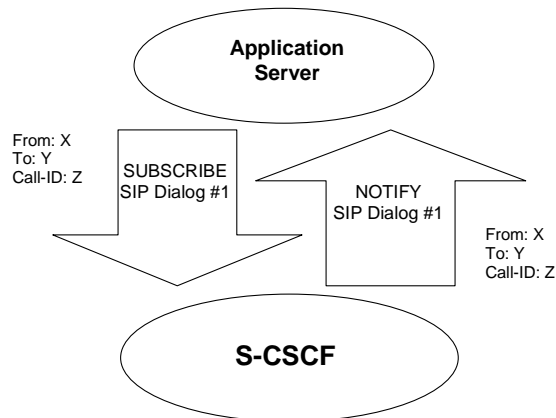 Application
Server
From: X
To: Y
Call-ID: Z
SUBSCRIBE
SIP Dialog #1
NOTIFY
SIP Dialog #1
From: X
To: Y
Call-ID: Z
S-CSCF